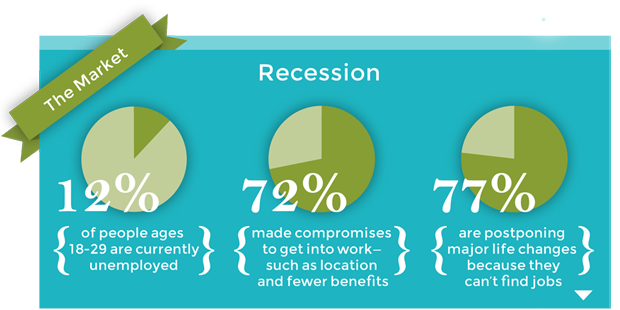 The Market
Recession
12%
of people ages
18-29 are currently
unemployed
72%
made compromises
to get into work—
such as location
and fewer benefits
77%
are postponing
major life changes
because they
can't find jobs